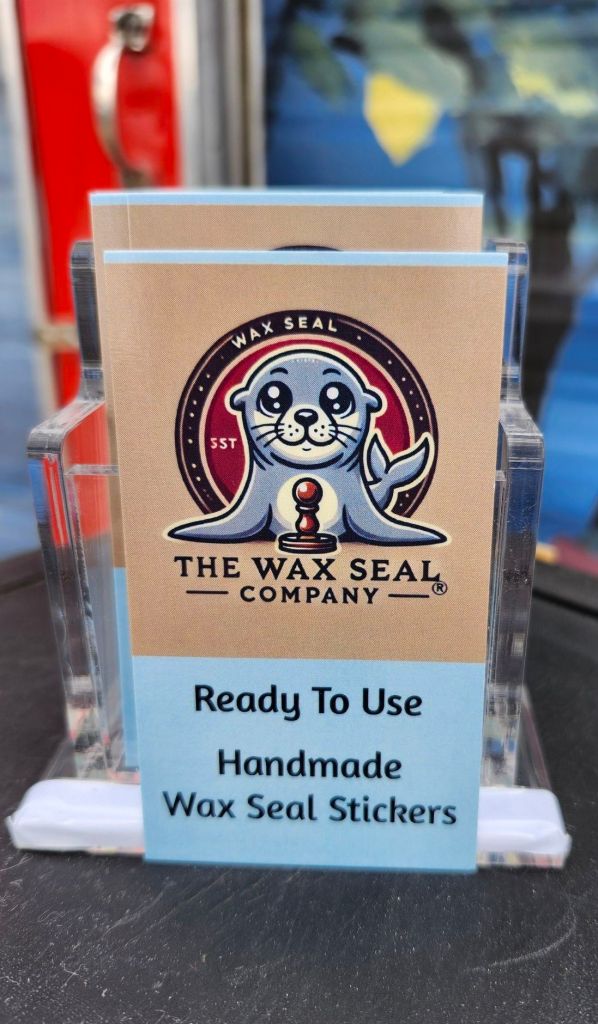 WAX SEAL
SST
THE WAX SEAL
COMPANY ®
Ready To Use
Handmade
Wax Seal Stickers